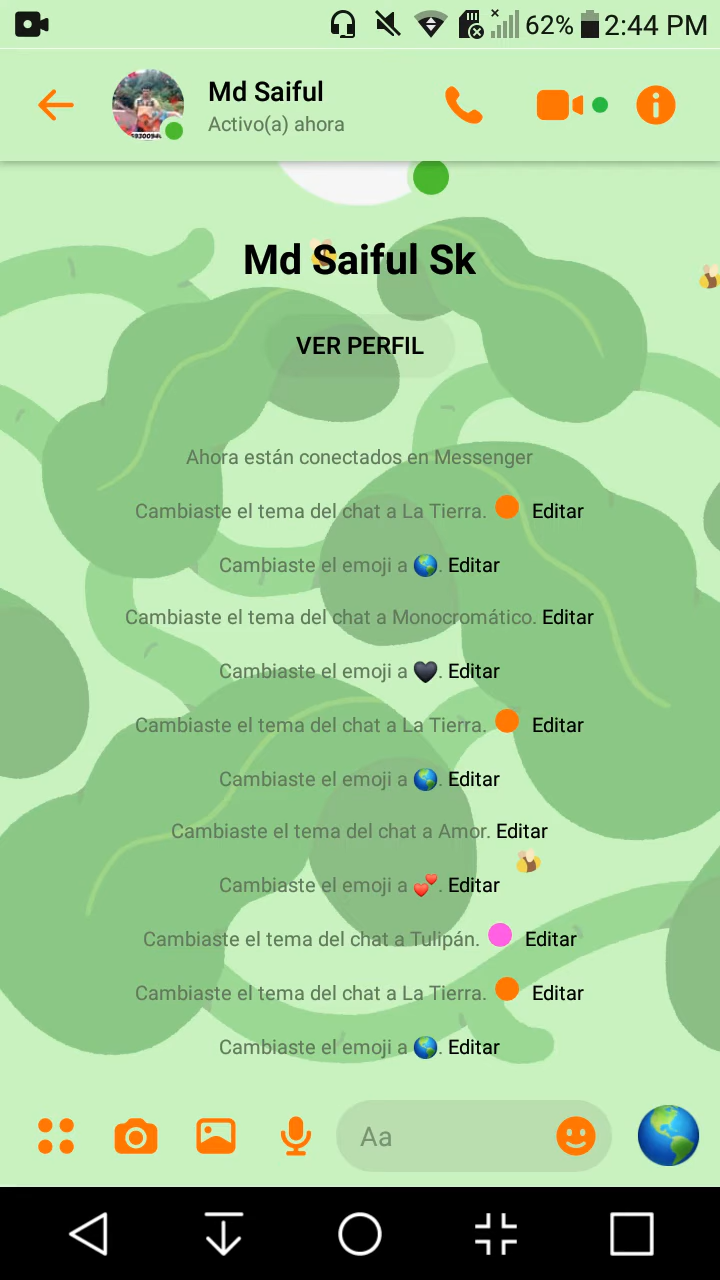 62% 2:44 PM
Md Saiful
Activo(a) ahora
Md Saiful Sk
VER PERFIL
Ahora están conectados en Messenger
Cambiaste el tema del chat a La Tierra. Editar
Cambiaste el emoji a 🌎. Editar
Cambiaste el tema del chat a Monocromático. Editar
Cambiaste el emoji a 🖤. Editar
Cambiaste el tema del chat a La Tierra. Editar
Cambiaste el emoji a 🌎. Editar
Cambiaste el tema del chat a Amor. Editar
Cambiaste el emoji a 💕. Editar
Cambiaste el tema del chat a Tulipán. Editar
Cambiaste el tema del chat a La Tierra. Editar
Cambiaste el emoji a 🌎. Editar
Aa